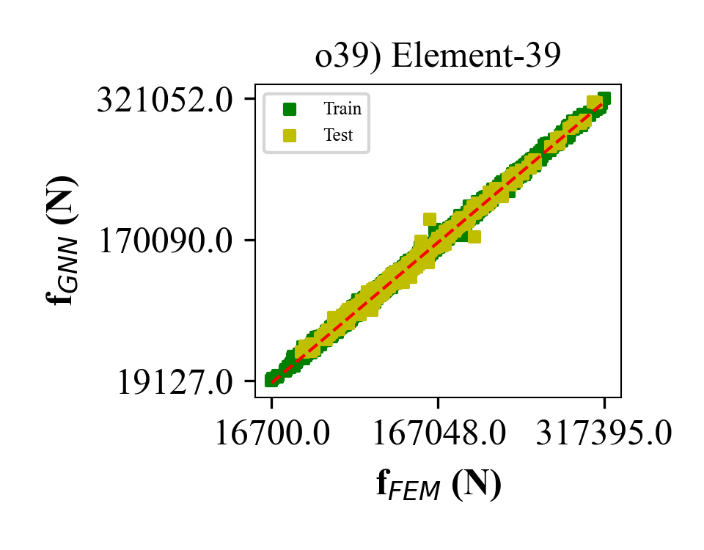 o39) Element-39
321052.0
170090.0
19127.0
f_GNN (N)
Train
Test
16700.0 167048.0 317395.0
f_FEM (N)